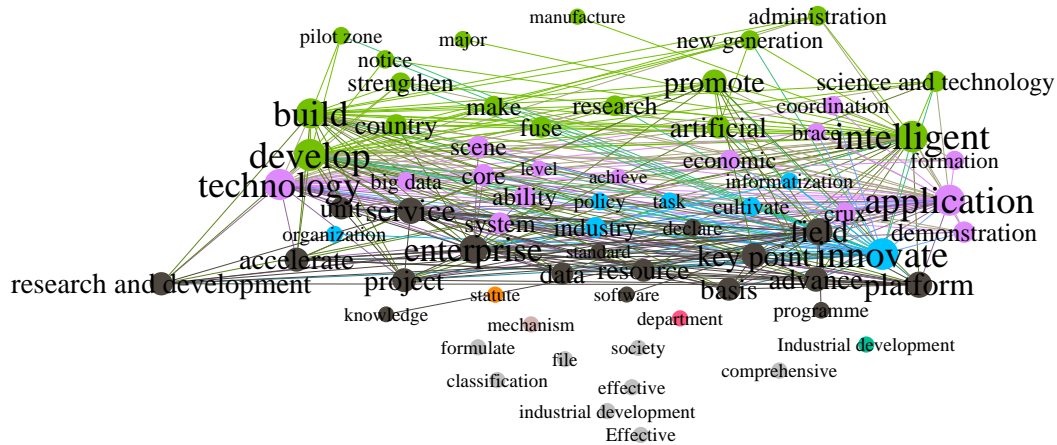 manufacture
administration
pilot zone
major
new generation
notice
strengthen
promote
science and technology
build
make
research
coordination
country
fuse
artificial
brace
intelligent
develop
scene
economic
formation
technology
big data
core
level
achieve
informatization
unit
service
ability
policy
task
cultivate
crux
application
organization
system
industry
declare
field
demonstration
accelerate
enterprise
standard
key point
innovate
research and development
project
data
resource
basis
advance
platform
knowledge
statute
software
programme
mechanism
department
formulate
file
society
Industrial development
classification
effective
comprehensive
industrial development
Effective